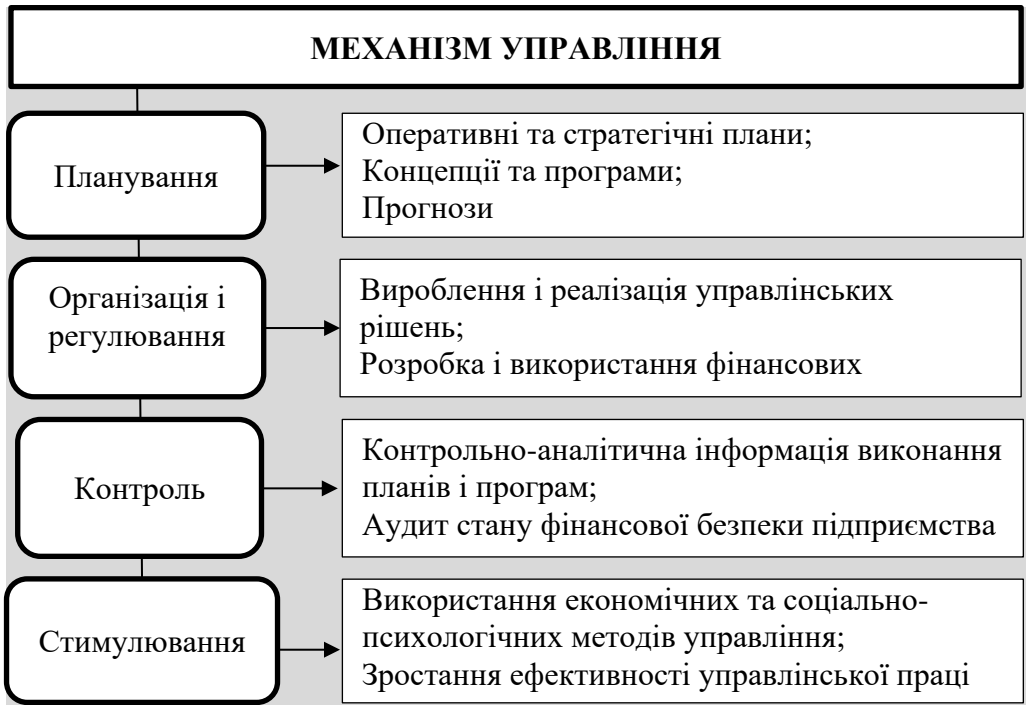 МЕХАНІЗМ УПРАВЛІННЯ
Планування
Оперативні та стратегічні плани;
Концепції та програми;
Прогнози
Організація і
регулювання
Вироблення і реалізація управлінських
рішень;
Розробка і використання фінансових
Контроль
Контрольно-аналітична інформація виконання
планів і програм;
Аудит стану фінансової безпеки підприємства
Стимулювання
Використання економічних та соціально-
психологічних методів управління;
Зростання ефективності управлінської праці